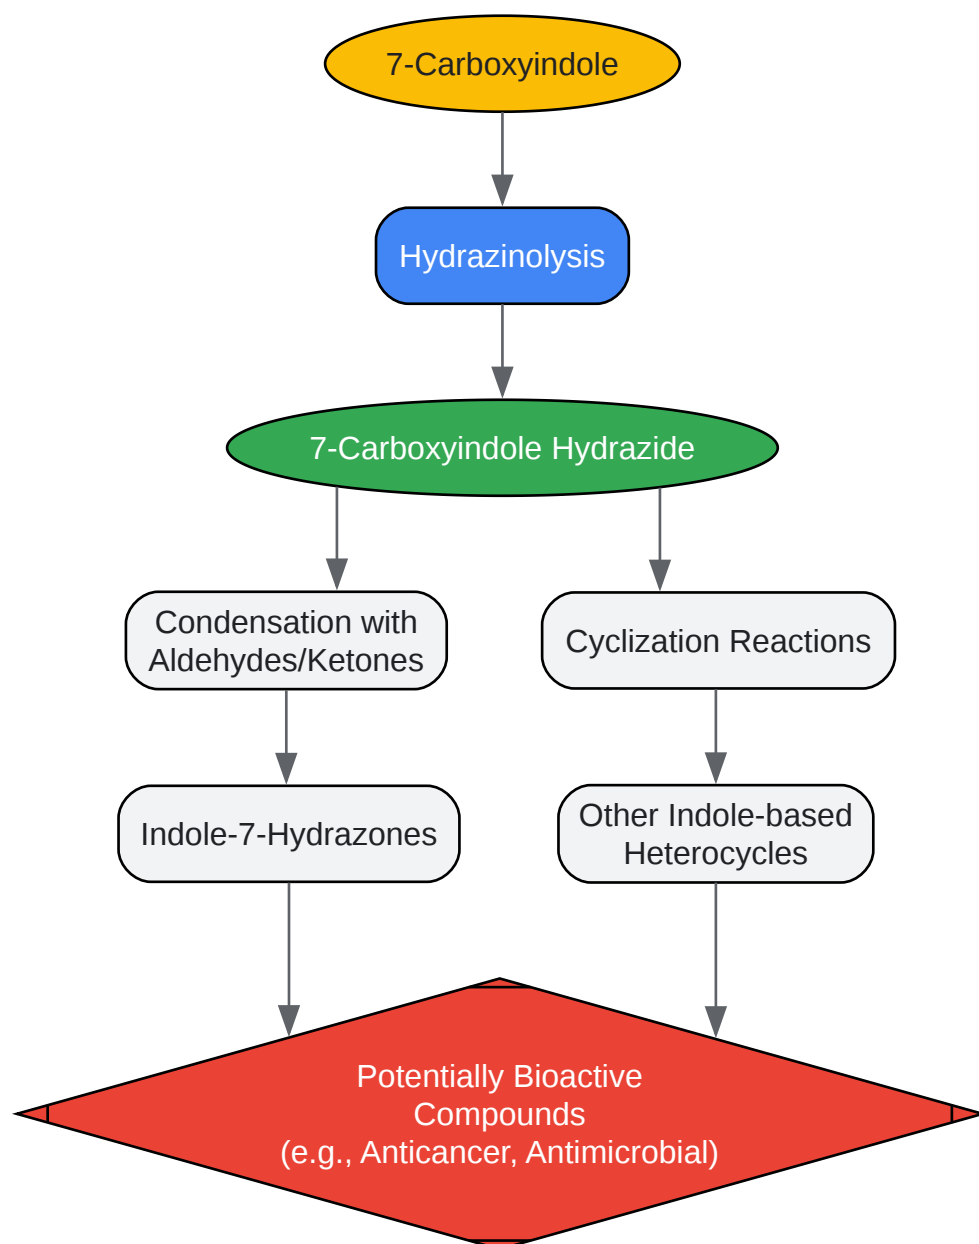 7-Carboxyindole
Hydrazinolysis
7-Carboxyindole Hydrazide
Condensation with
Aldehydes/Ketones
Cyclization Reactions
Indole-7-Hydrazones
Other Indole-based
Heterocycles
Potentially Bioactive
Compounds
(e.g., Anticancer, Antimicrobial)